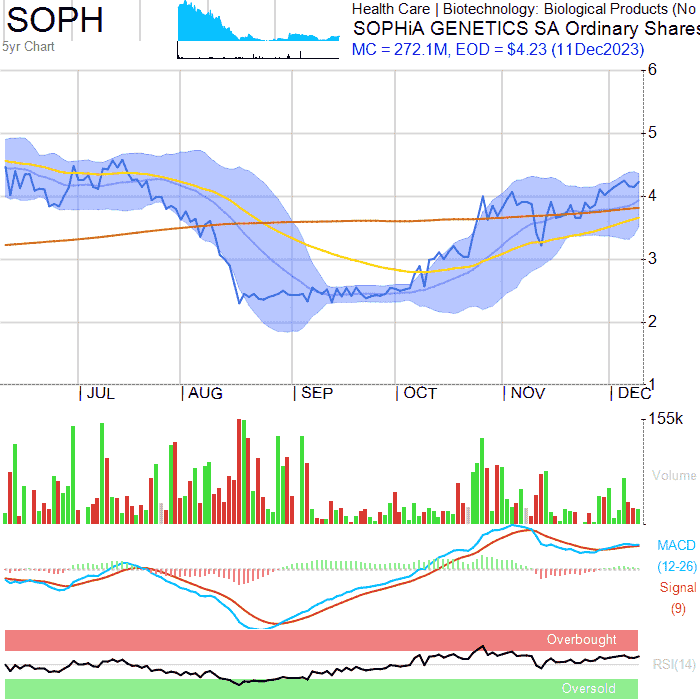 SOPH
5yr Chart
Health Care | Biotechnology: Biological Products (No
SOPHiA GENETICS SA Ordinary Shares
MC = 272.1M, EOD = $4.23 (11Dec2023)
6
5
4
3
2
1
JUL
AUG
SEP
OCT
NOV
DEC
155k
Volume
MACD
(12-26)
Signal
(9)
Overbought
RSI(14)
Oversold